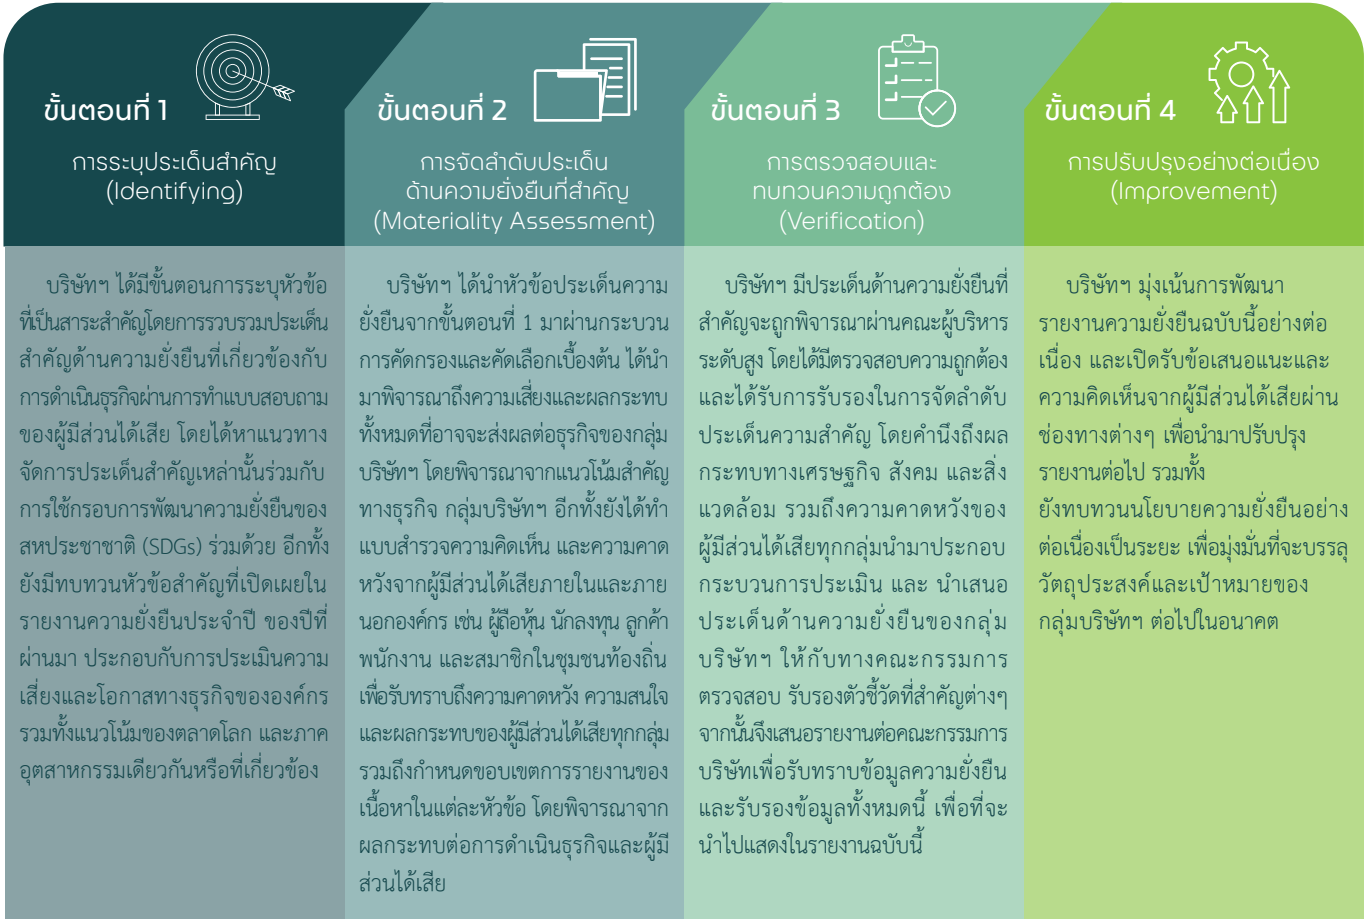 ขั้นตอนที่ 1
การระบุประเด็นสำคัญ
(Identifying)
บริษัทฯ ได้มีขั้นตอนการระบุหัวข้อ
ที่เป็นสาระสำคัญโดยการรวบรวมประเด็น
สำคัญด้านความยั่งยืนที่เกี่ยวข้องกับ
การดำเนินธุรกิจผ่านการทำแบบสอบถาม
ของผู้มีส่วนได้เสีย โดยได้หาแนวทาง
จัดการประเด็นสำคัญเหล่านั้นร่วมกับ
การใช้กรอบการพัฒนาความยั่งยืนของ
สหประชาชาติ (SDGs) ร่วมด้วย อีกทั้ง
ยังมีทบทวนหัวข้อสำคัญที่เปิดเผยใน
รายงานความยั่งยืนประจำปี ของปีที่
ผ่านมา ประกอบกับการประเมินความ
เสี่ยงและโอกาสทางธุรกิจขององค์กร
รวมทั้งแนวโน้มของตลาดโลก และภาค
อุตสาหกรรมเดียวกันหรือที่เกี่ยวข้อง
ขั้นตอนที่ 2
การจัดลำดับประเด็น
ด้านความยั่งยืนที่สำคัญ
(Materiality Assessment)
บริษัทฯ ได้นำหัวข้อประเด็นความ
ยั่งยืนจากขั้นตอนที่ 1 มาผ่านกระบวน
การคัดกรองและคัดเลือกเบื้องต้น ได้นำ
มาพิจารณาถึงความเสี่ยงและผลกระทบ
ทั้งหมดที่อาจจะส่งผลต่อธุรกิจของกลุ่ม
บริษัทฯ โดยพิจารณาจากแนวโน้มสำคัญ
ทางธุรกิจ กลุ่มบริษัทฯ อีกทั้งยังได้ทำ
แบบสำรวจความคิดเห็น และความคาด
หวังจากผู้มีส่วนได้เสียภายในและภาย
นอกองค์กร เช่น ผู้ถือหุ้น นักลงทุน ลูกค้า
พนักงาน และสมาชิกในชุมชนท้องถิ่น
เพื่อรับทราบถึงความคาดหวัง ความสนใจ
และผลกระทบของผู้มีส่วนได้เสียทุกกลุ่ม
รวมถึงกำหนดขอบเขตการรายงานของ
เนื้อหาในแต่ละหัวข้อ โดยพิจารณาจาก
ผลกระทบต่อการดำเนินธุรกิจและผู้มี
ส่วนได้เสีย
ขั้นตอนที่ 3
การตรวจสอบและ
ทบทวนความถูกต้อง
(Verification)
บริษัทฯ มีประเด็นด้านความยั่งยืนที่
สำคัญจะถูกพิจารณาผ่านคณะผู้บริหาร
ระดับสูง โดยได้มีตรวจสอบความถูกต้อง
และได้รับการรับรองในการจัดลำดับ
ประเด็นความสำคัญ โดยคำนึงถึงผล
กระทบทางเศรษฐกิจ สังคม และสิ่ง
แวดล้อม รวมถึงความคาดหวังของ
ผู้มีส่วนได้เสียทุกกลุ่มนำมาประกอบ
กระบวนการประเมิน และ นำเสนอ
ประเด็นด้านความยั่งยืนของกลุ่ม
บริษัทฯ ให้กับทางคณะกรรมการ
ตรวจสอบ รับรองตัวชี้วัดที่สำคัญต่างๆ
จากนั้นจึงเสนอรายงานต่อคณะกรรมการ
บริษัทเพื่อรับทราบข้อมูลความยั่งยืน
และรับรองข้อมูลทั้งหมดนี้ เพื่อที่จะ
นำไปแสดงในรายงานฉบับนี้
ขั้นตอนที่ 4
การปรับปรุงอย่างต่อเนื่อง
(Improvement)
บริษัทฯ มุ่งเน้นการพัฒนา
รายงานความยั่งยืนฉบับนี้อย่างต่อ
เนื่อง และเปิดรับข้อเสนอแนะและ
ความคิดเห็นจากผู้มีส่วนได้เสียผ่าน
ช่องทางต่างๆ เพื่อนำมาปรับปรุง
รายงานต่อไป รวมทั้ง
ยังทบทวนนโยบายความยั่งยืนอย่าง
ต่อเนื่องเป็นระยะ เพื่อมุ่งมั่นที่จะบรรลุ
วัตถุประสงค์และเป้าหมายของ
กลุ่มบริษัทฯ ต่อไปในอนาคต